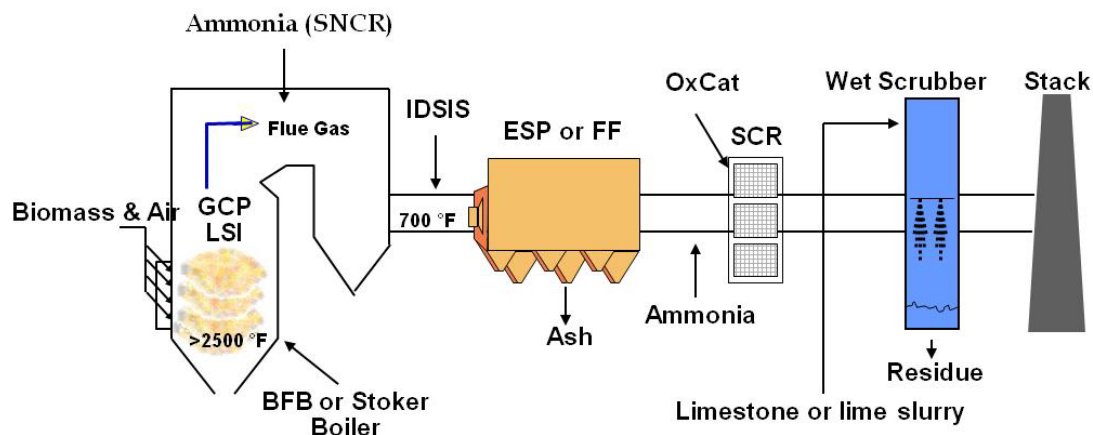 Ammonia (SNCR)
OxCat
Wet Scrubber
Stack
IDSIS
Flue Gas
ESP or FF
SCR
Biomass & Air
GCP
LSI
700 °F
>2500 °F
Ash
Ammonia
Residue
BFB or Stoker
Boiler
Limestone or lime slurry